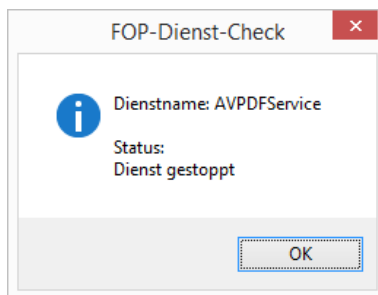 FOP-Dienst-Check
Dienstname: AVPDFService
Status:
Dienst gestoppt
OK